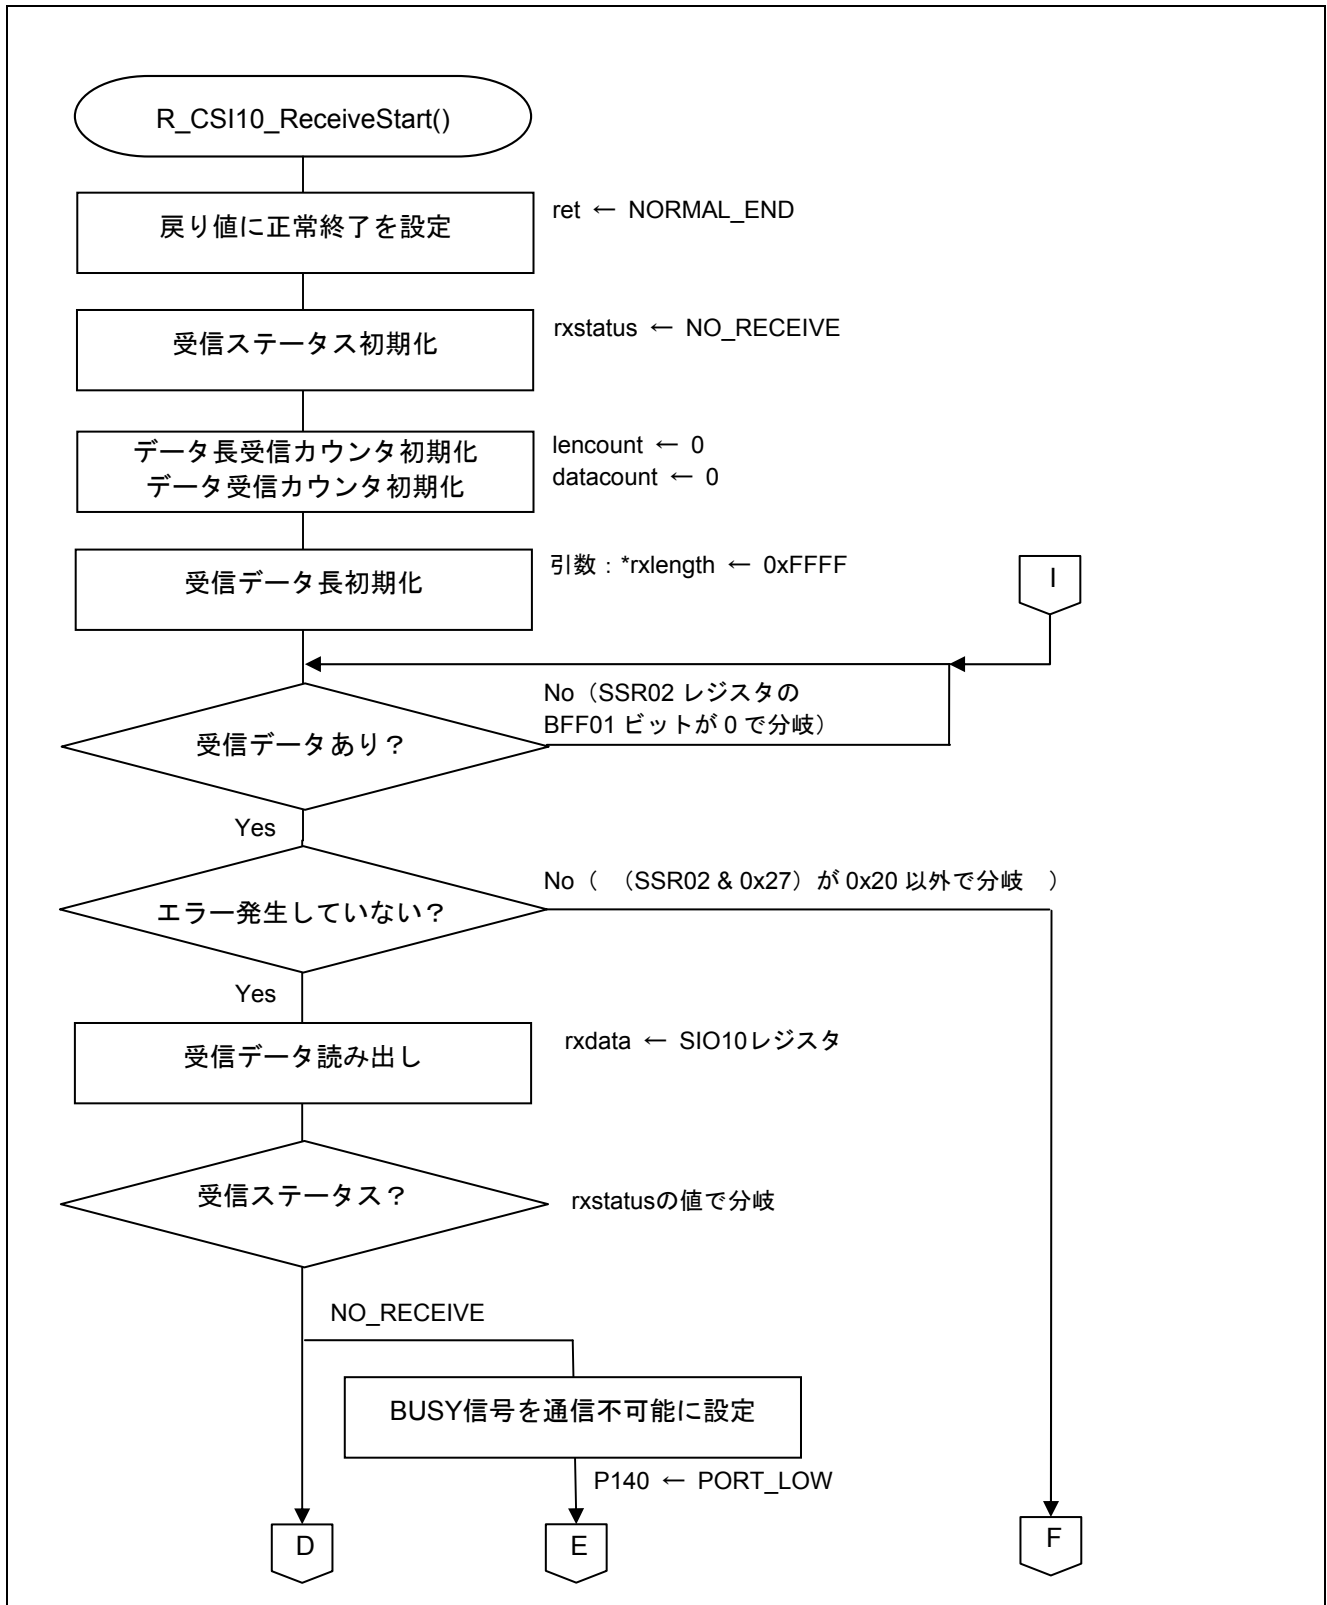 R_CSI10_ReceiveStart()
戻り値に正常終了を設定
ret ← NORMAL_END
受信ステータス初期化
rxstatus ← NO_RECEIVE
データ長受信カウンタ初期化
データ受信カウンタ初期化
lencount ← 0
datacount ← 0
受信データ長初期化
引数：*rxlength ← 0xFFFF
I
No（SSR02 レジスタの
BFF01 ビットが 0 で分岐）
受信データあり？
Yes
No（ （SSR02 & 0x27）が 0x20 以外で分岐 ）
エラー発生していない？
Yes
受信データ読み出し
rxdata ← SIO10レジスタ
受信ステータス？
rxstatusの値で分岐
NO_RECEIVE
BUSY信号を通信不可能に設定
P140 ← PORT_LOW
D
E
F